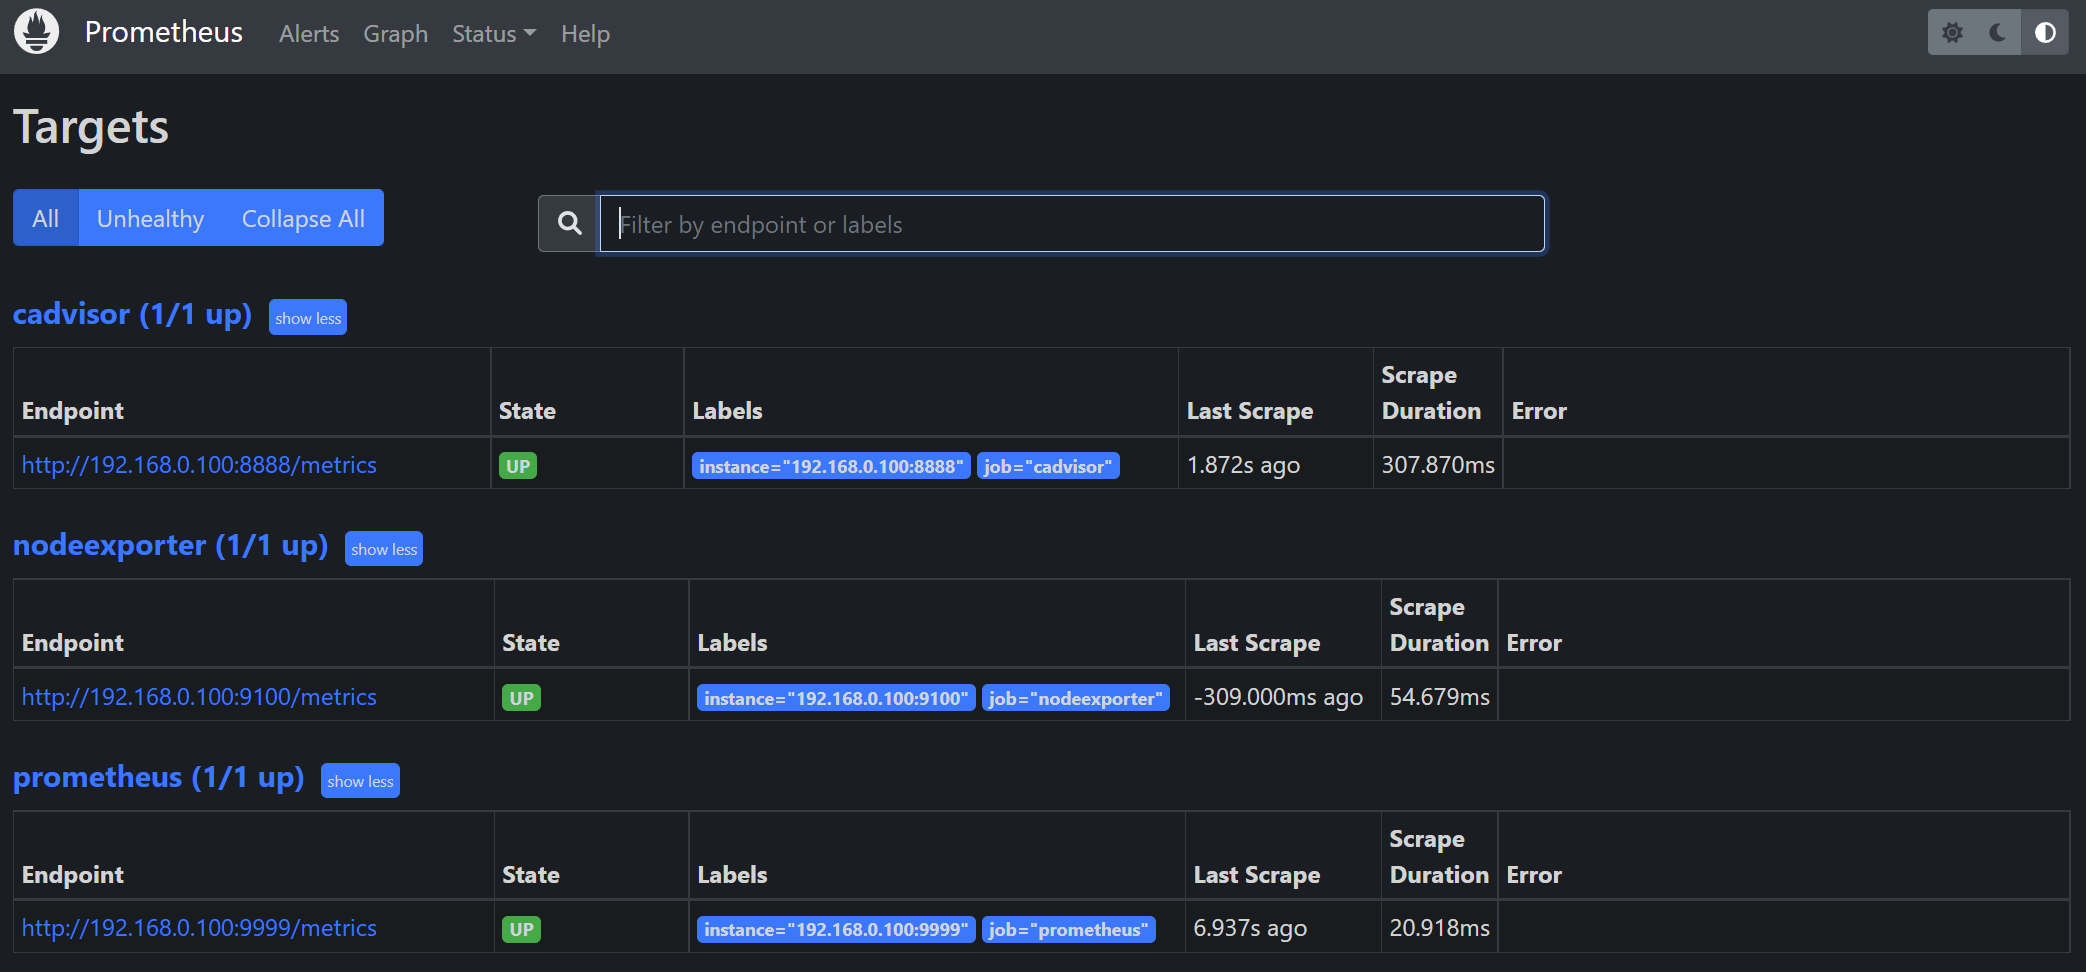 Prometheus Alerts Graph Status Help
Targets
All Unhealthy Collapse All
Filter by endpoint or labels
cadvisor (1/1 up) show less
Endpoint State Labels Last Scrape Scrape Duration Error
http://192.168.0.100:8888/metrics UP instance="192.168.0.100:8888" job="cadvisor" 1.872s ago 307.870ms
nodeexporter (1/1 up) show less
Endpoint State Labels Last Scrape Scrape Duration Error
http://192.168.0.100:9100/metrics UP instance="192.168.0.100:9100" job="nodeexporter" -309.000ms ago 54.679ms
prometheus (1/1 up) show less
Endpoint State Labels Last Scrape Scrape Duration Error
http://192.168.0.100:9999/metrics UP instance="192.168.0.100:9999" job="prometheus" 6.937s ago 20.918ms